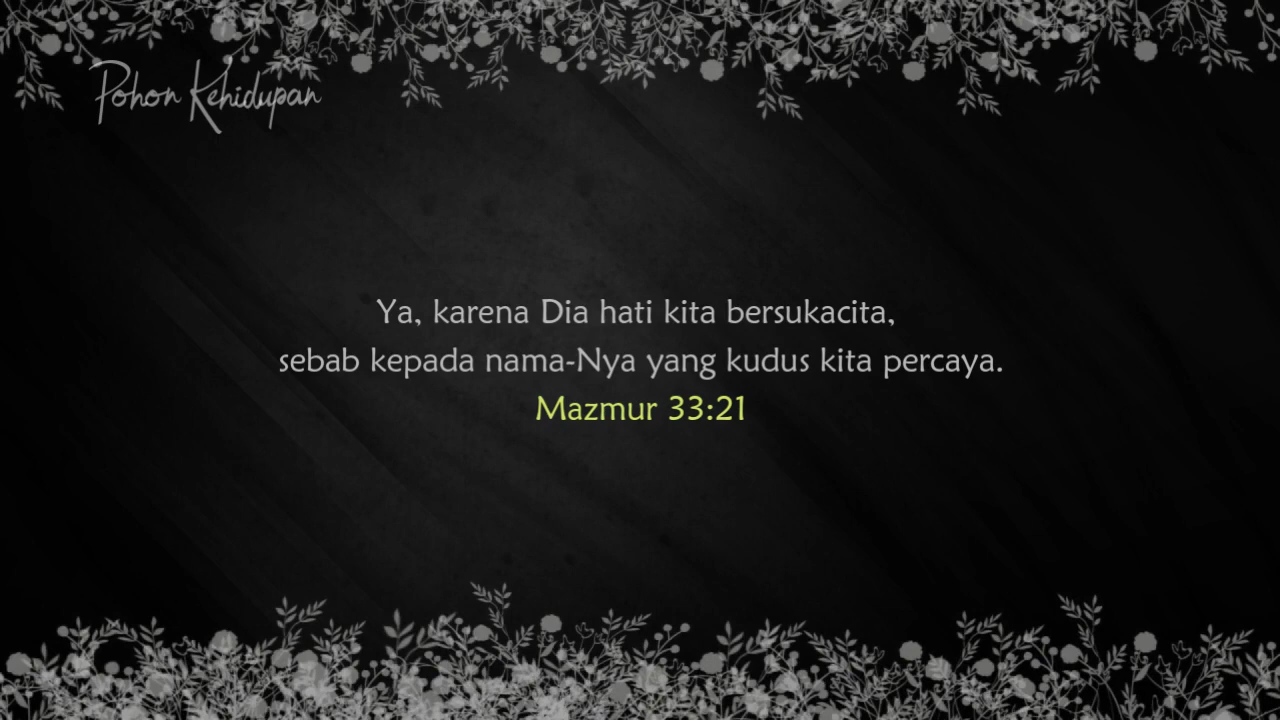 Pohon Kehidupan
Ya, karena Dia hati kita bersukacita,
sebab kepada nama-Nya yang kudus kita percaya.
Mazmur 33:21